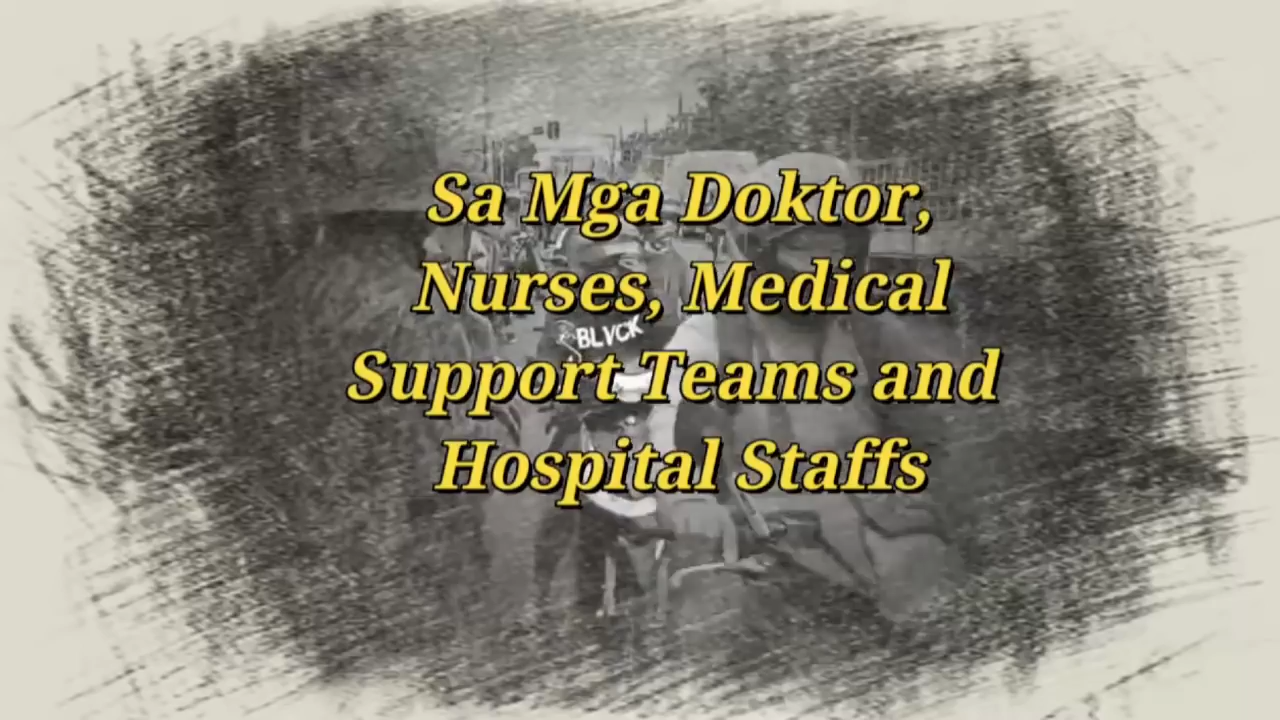 Sa Mga Doktor,
Nurses, Medical
BLVCK
Support Teams and
Hospital Staffs